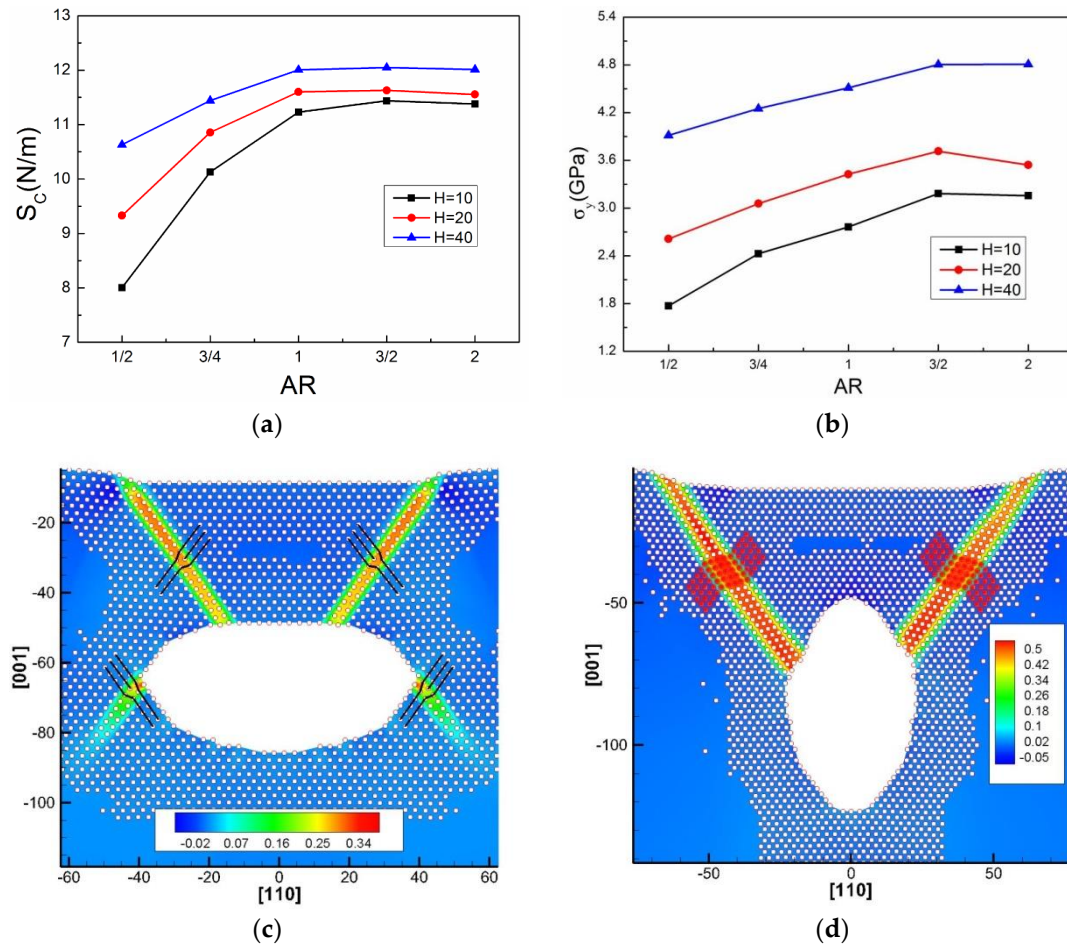 13
12
11
10
9
8
7
S_C(N/m)
H=10
H=20
H=40
1/2
3/4
1
3/2
2
AR
(a)
5.4
4.8
4.2
3.6
3.0
2.4
1.8
1.2
σ_y(GPa)
H=10
H=20
H=40
1/2
3/4
1
3/2
2
AR
(b)
-20
-40
-60
-80
-100
[001]
-0.02 0.07 0.16 0.25 0.34
-60 -40 -20 0 20 40 60
[110]
(c)
-50
-100
[001]
0.5
0.42
0.34
0.26
0.18
0.1
0.02
-0.05
-50 0 50
[110]
(d)